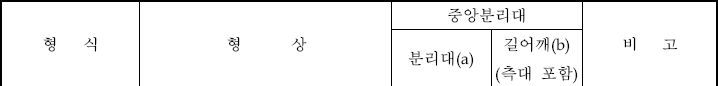 중앙분리대
형 식
형 상
분리대(a)
길어깨(b)
(측대 포함)
비 고